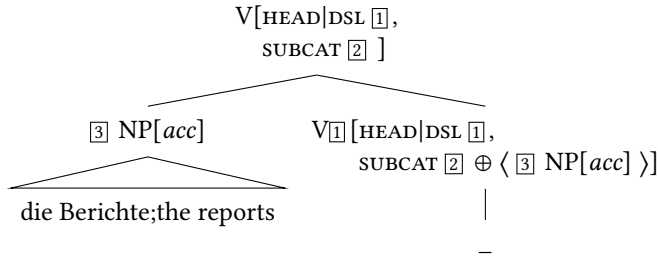 V[HEAD|DSL 1,
SUBCAT 2 ]
3 NP[acc]
V1[HEAD|DSL 1,
SUBCAT 2 ⊕ ⟨ 3 NP[acc] ⟩]
die Berichte;the reports
–